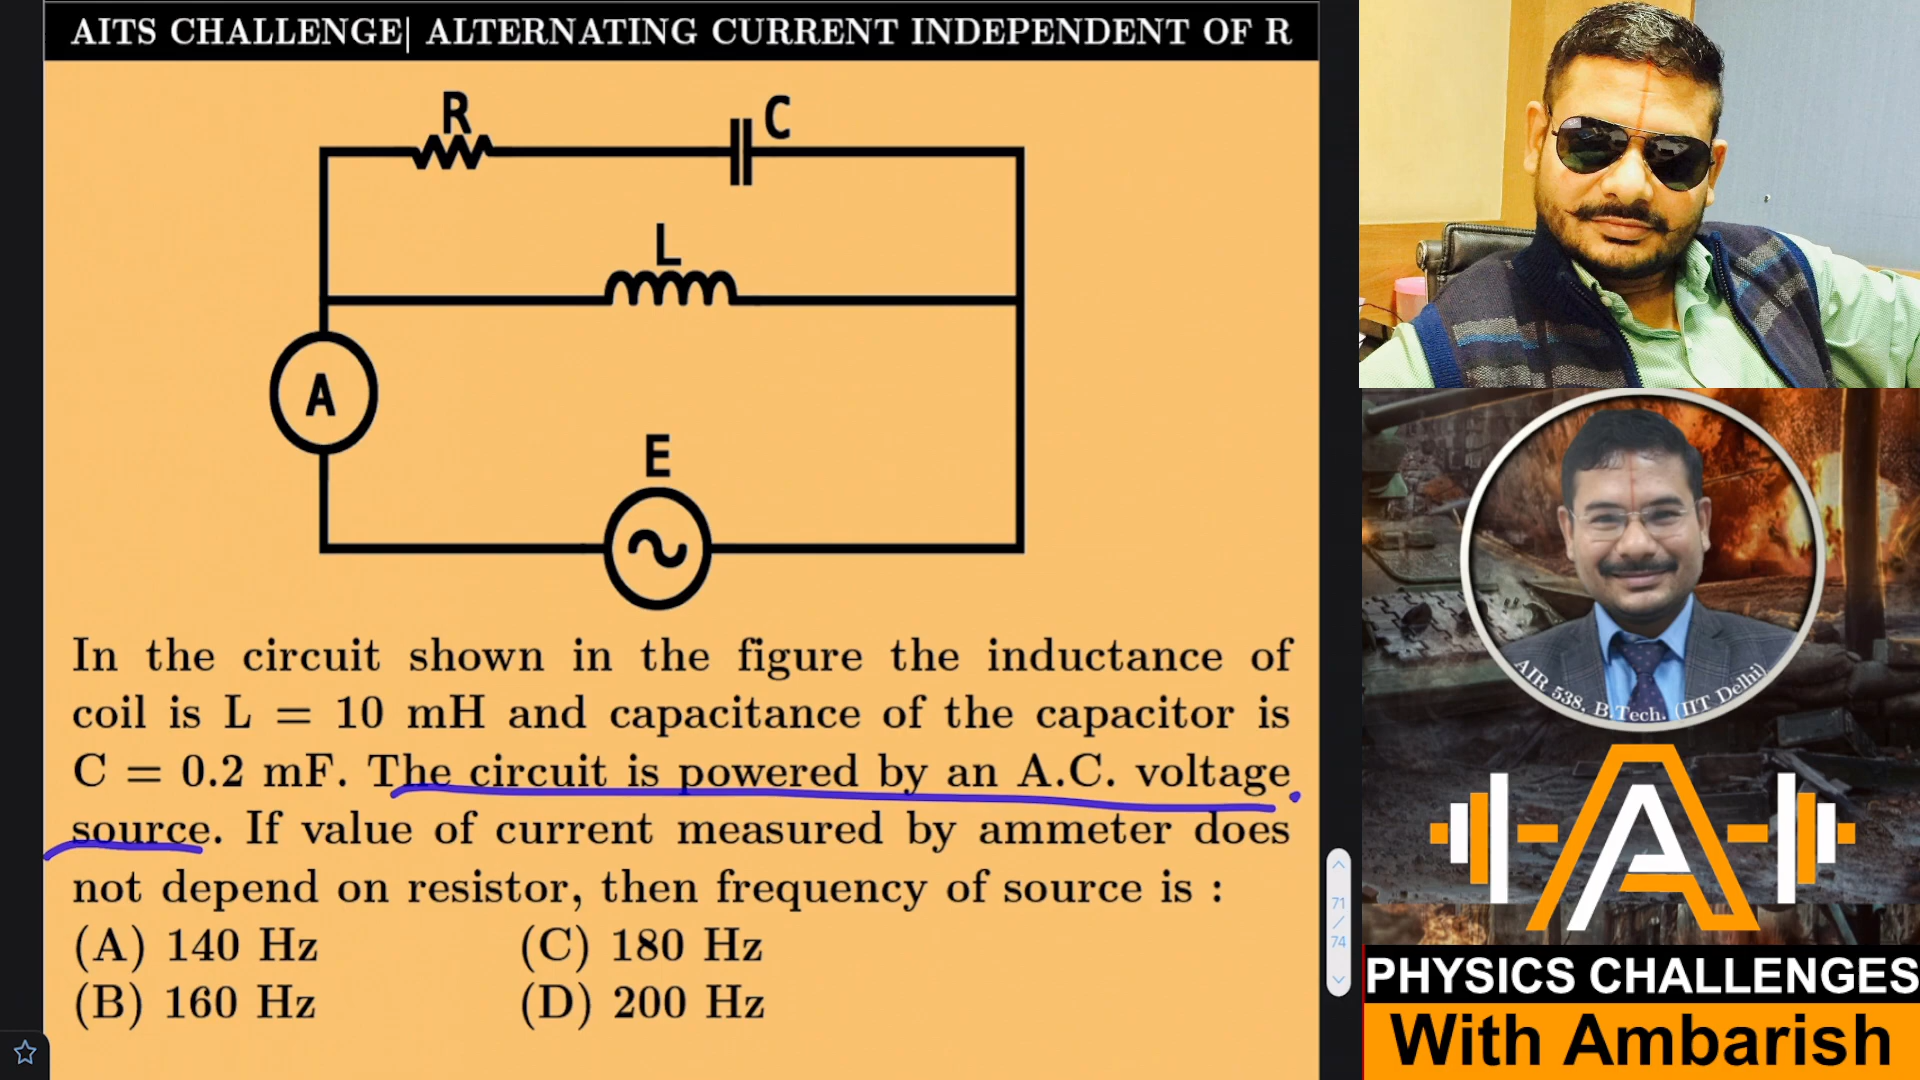 AITS CHALLENGE| ALTERNATING CURRENT INDEPENDENT OF R
R
C
L
A
E
In the circuit shown in the figure the inductance of
coil is L = 10 mH and capacitance of the capacitor is
C = 0.2 mF. The circuit is powered by an A.C. voltage
source. If value of current measured by ammeter does
not depend on resistor, then frequency of source is :
(A) 140 Hz (C) 180 Hz
(B) 160 Hz (D) 200 Hz
71
/
74
AIR 538, B.Tech. (IIT Delhi)
A
PHYSICS CHALLENGES
With Ambarish